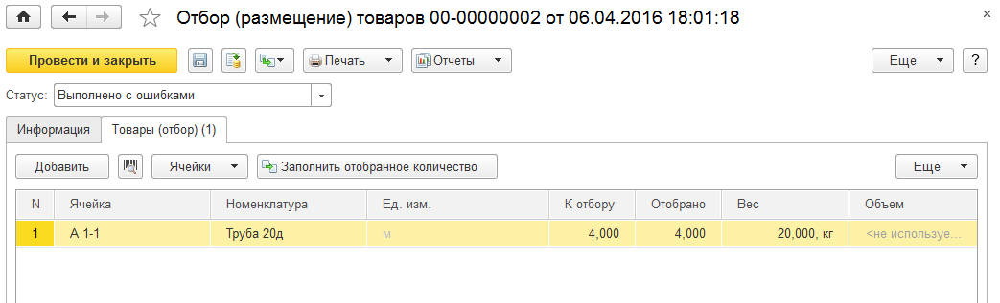 Отбор (размещение) товаров 00-00000002 от 06.04.2016 18:01:18
Провести и закрыть Печать Отчеты Еще ?
Статус: Выполнено с ошибками
Информация Товары (отбор) (1)
Добавить Ячейки Заполнить отобранное количество Еще
N Ячейка Номенклатура Ед. изм. К отбору Отобрано Вес Объем
1 А 1-1 Труба 20д м 4,000 4,000 20,000, кг <не используе...